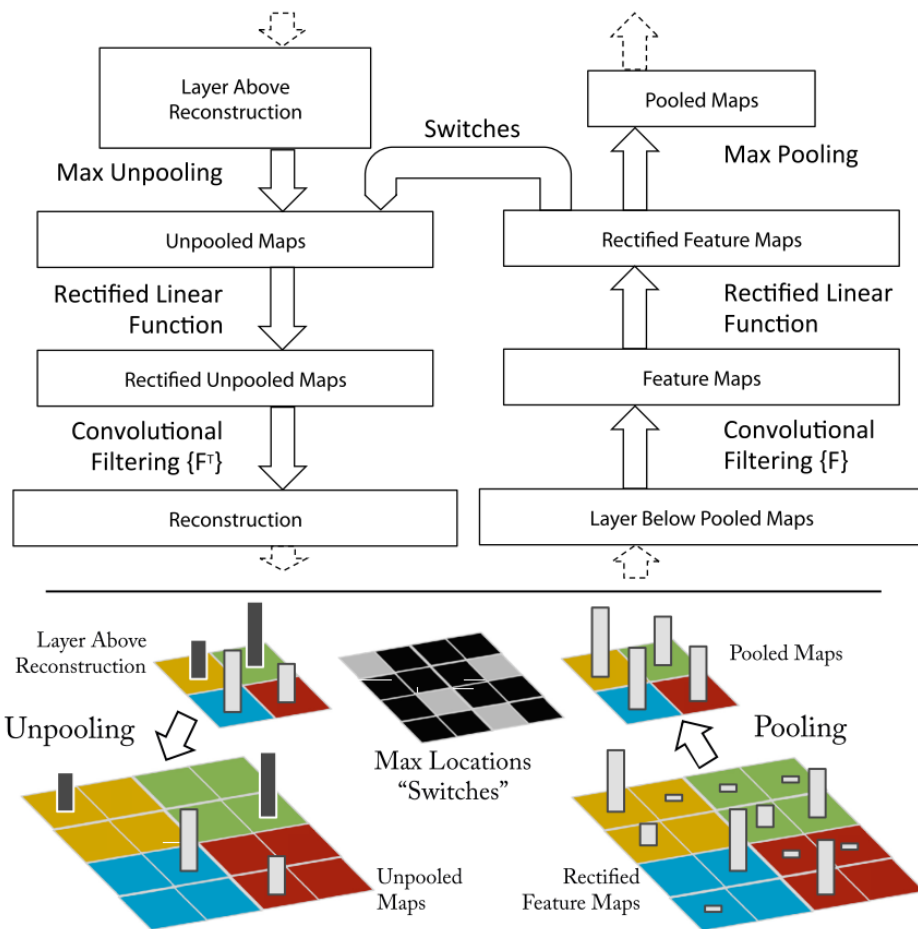 Layer Above
Reconstruction
Pooled Maps
Switches
Max Unpooling
Max Pooling
Unpooled Maps
Rectified Feature Maps
Rectified Linear
Function
Rectified Linear
Function
Rectified Unpooled Maps
Feature Maps
Convolutional
Filtering {Fᵀ}
Convolutional
Filtering {F}
Reconstruction
Layer Below Pooled Maps
Layer Above
Reconstruction
Pooled Maps
Unpooling
Pooling
Max Locations
“Switches”
Unpooled
Maps
Rectified
Feature Maps